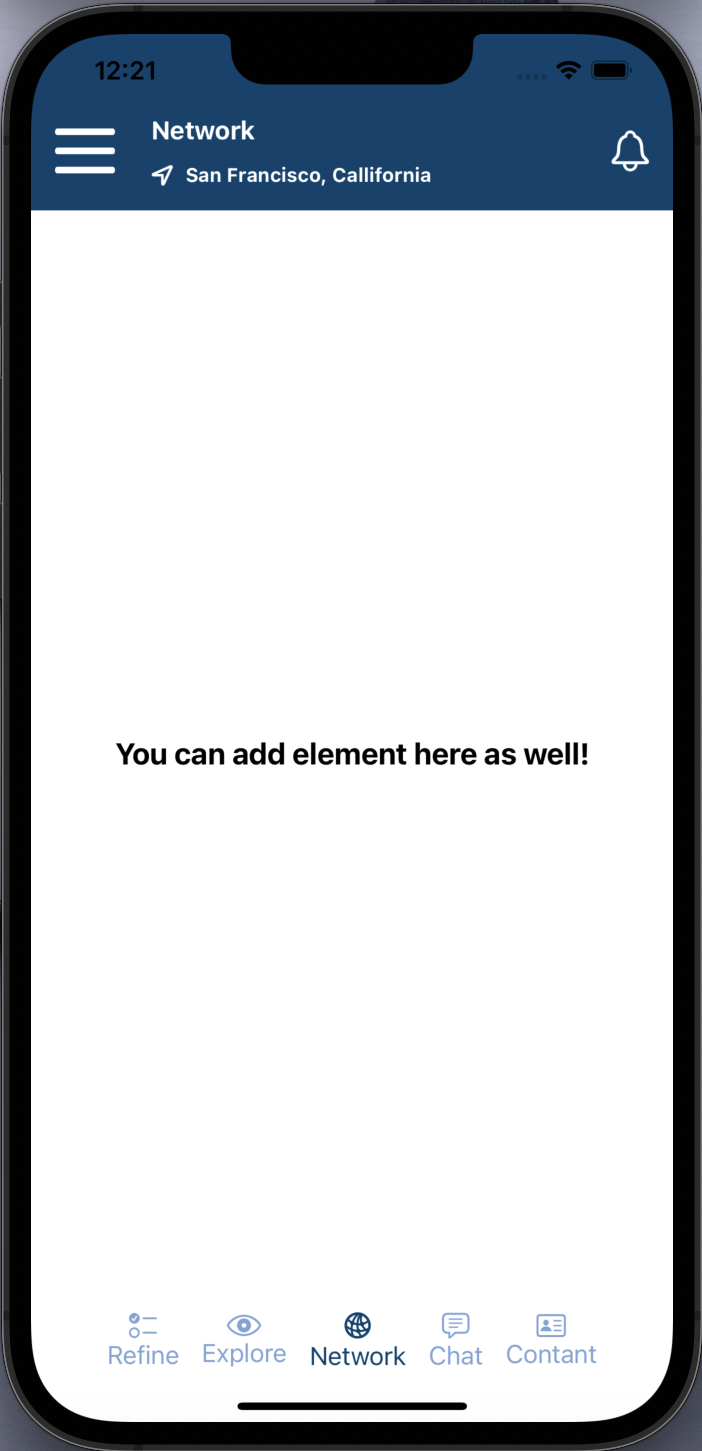 12:21
Network
San Francisco, Callifornia
You can add element here as well!
Refine
Explore
Network
Chat
Contant